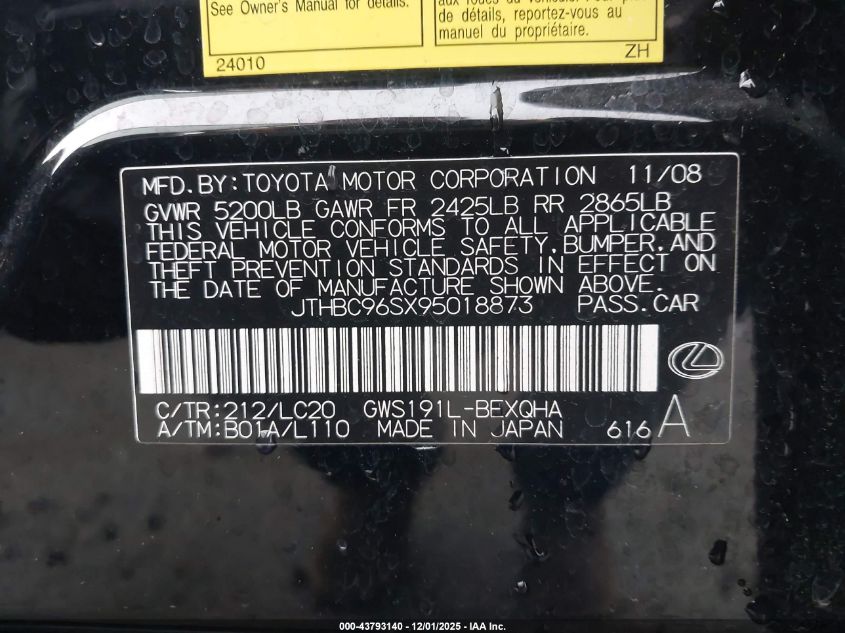 See Owner's Manual for details.
de détails, reportez-vous au
manuel du propriétaire.
24010
ZH
MFD. BY: TOYOTA MOTOR CORPORATION 11/08
GVWR 5200LB GAWR FR 2425LB RR 2865LB
THIS VEHICLE CONFORMS TO ALL APPLICABLE
FEDERAL MOTOR VEHICLE SAFETY, BUMPER, AND
THEFT PREVENTION STANDARDS IN EFFECT ON
THE DATE OF MANUFACTURE SHOWN ABOVE.
JTHBC96SX95018873 PASS. CAR
C/TR: 212/LC20 GWS191L-BEXQHA
A/TM: B01A/L110 MADE IN JAPAN 616 A
000-43793140 - 12/01/2025 - IAA Inc.